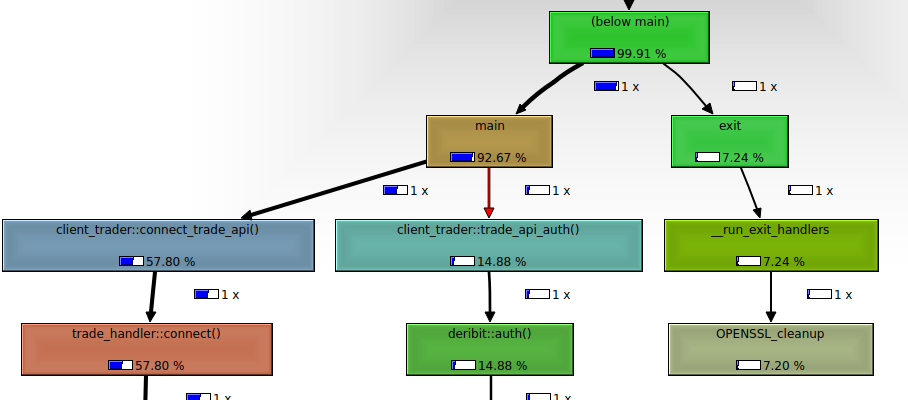 (below main)
99.91 %
1 x
1 x
main
92.67 %
exit
7.24 %
1 x
1 x
1 x
client_trader::connect_trade_api()
57.80 %
client_trader::trade_api_auth()
14.88 %
__run_exit_handlers
7.24 %
1 x
1 x
1 x
trade_handler::connect()
57.80 %
deribit::auth()
14.88 %
OPENSSL_cleanup
7.20 %
1 x
1 x